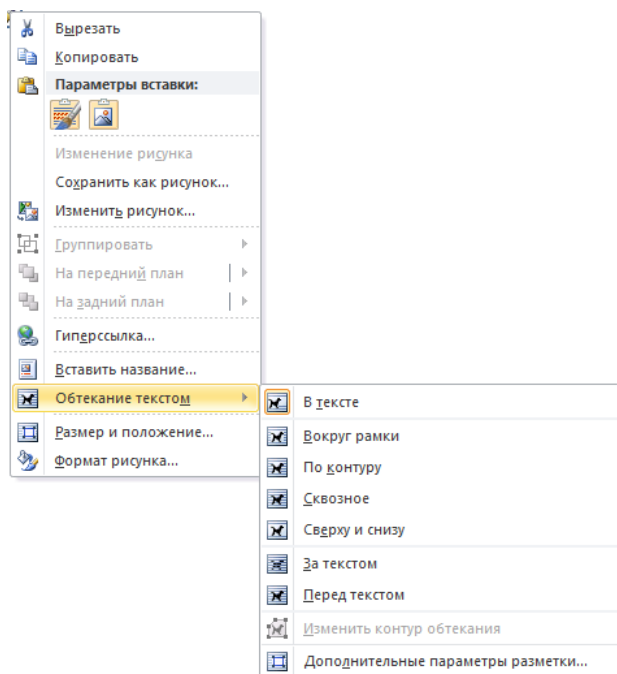 Вырезать
Копировать
Параметры вставки:
Изменение рисунка
Сохранить как рисунок...
Изменить рисунок...
Группировать
На передний план
На задний план
Гиперссылка...
Вставить название...
Обтекание текстом
Размер и положение...
Формат рисунка...
В тексте
Вокруг рамки
По контуру
Сквозное
Сверху и снизу
За текстом
Перед текстом
Изменить контур обтекания
Дополнительные параметры разметки...